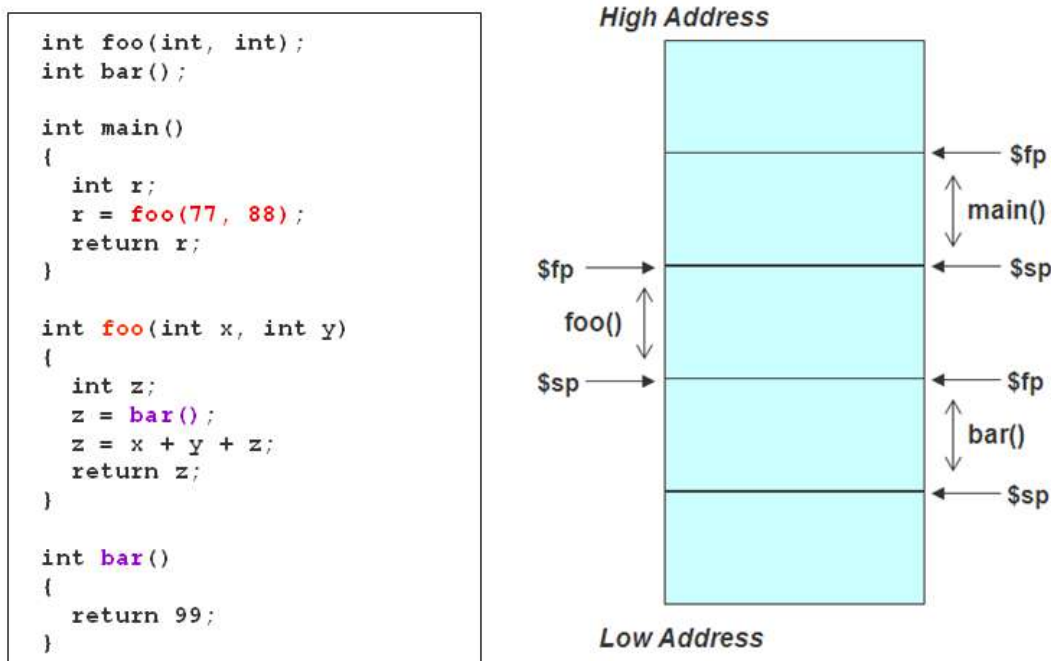 int foo(int, int);
int bar();
int main()
{
int r;
r = foo(77, 88);
return r;
}
int foo(int x, int y)
{
int z;
z = bar();
z = x + y + z;
return z;
}
int bar()
{
return 99;
}
High Address
$fp
main()
$fp
$sp
foo()
$sp
$fp
bar()
$sp
Low Address